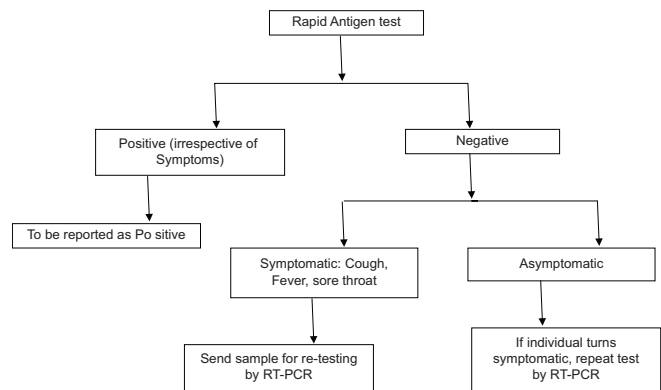 Rapid Antigen test
Positive (irrespective of
Symptoms)
Negative
To be reported as Po sitive
Symptomatic: Cough,
Fever, sore throat
Asymptomatic
Send sample for re-testing
by RT-PCR
If individual turns
symptomatic, repeat test
by RT-PCR